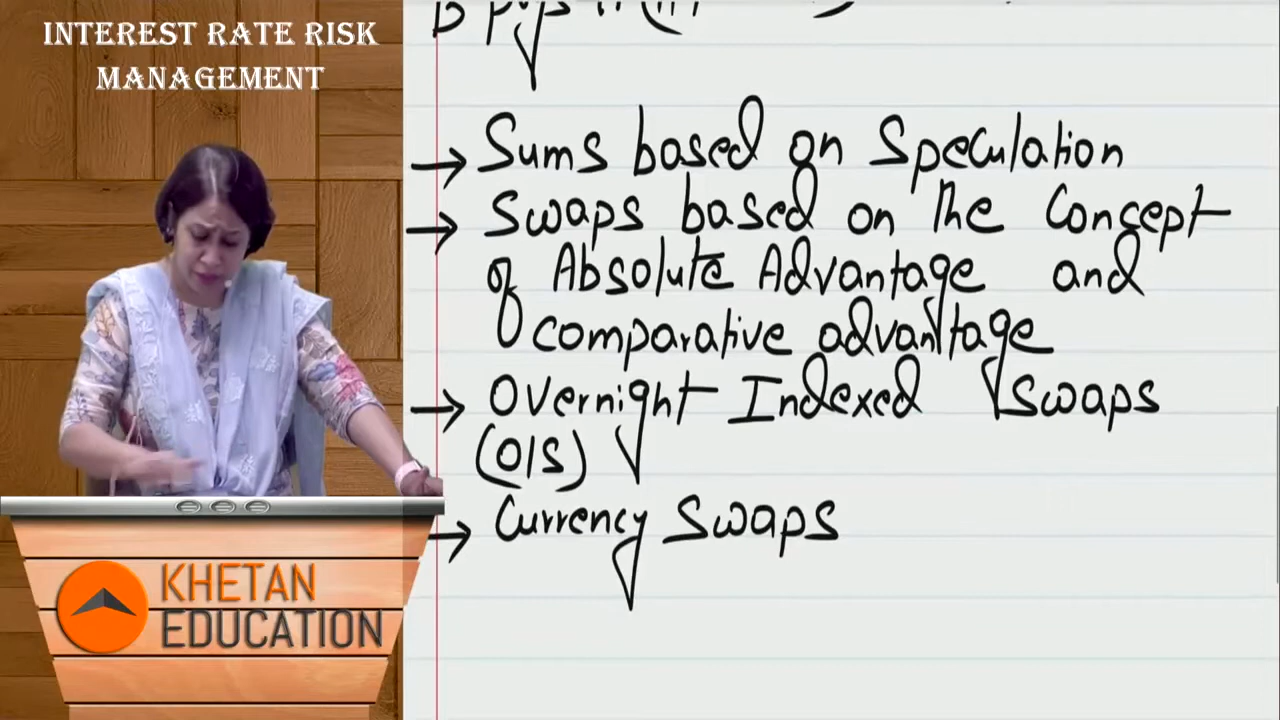 INTEREST RATE RISK
MANAGEMENT
→ Sums based on Speculation
→ Swaps based on the Concept
of Absolute Advantage and
comparative advantage
→ Overnight Indexed Swaps
(OIS)
→ Currency Swaps
KHETAN
EDUCATION